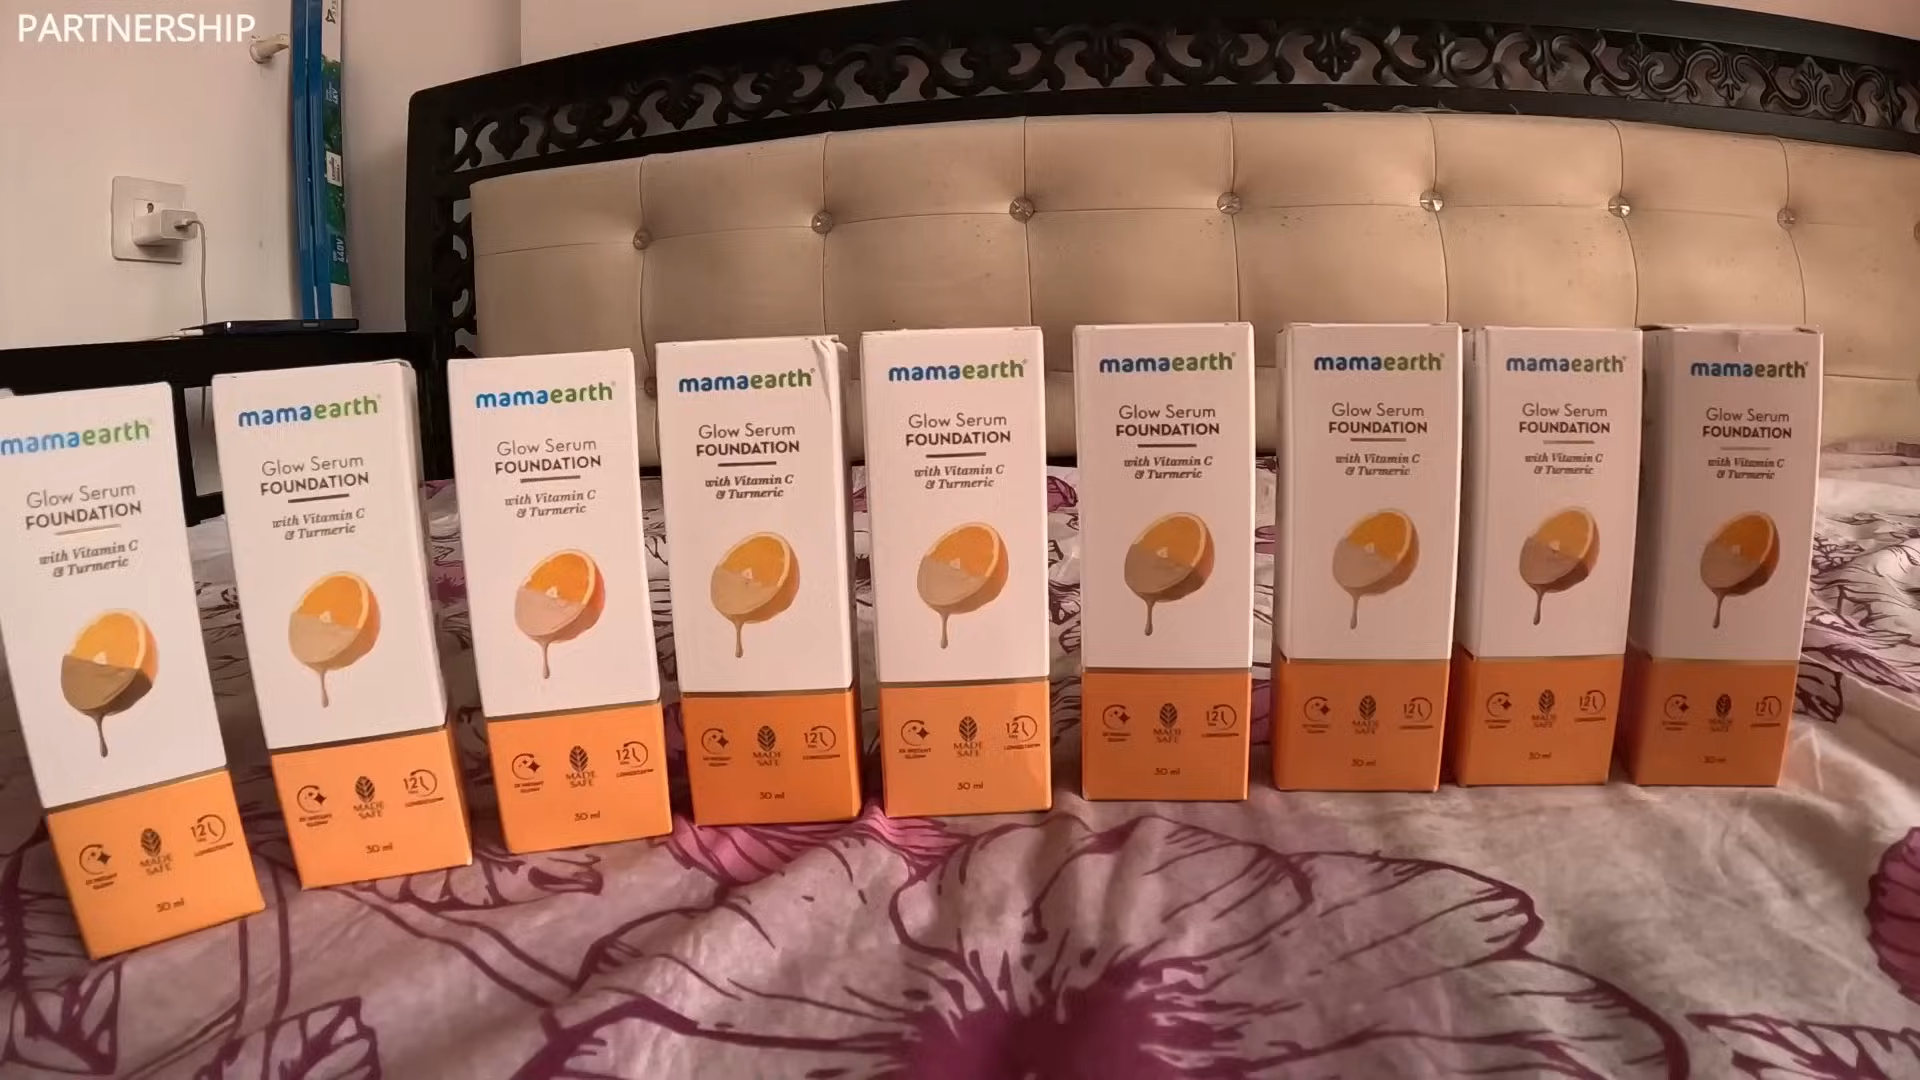 PARTNERSHIP
mamaearth
Glow Serum
FOUNDATION
with Vitamin C
& Turmeric
MADE
SAFE
12
30 ml
mamaearth
Glow Serum
FOUNDATION
with Vitamin C
& Turmeric
MADE
SAFE
12
30 ml
mamaearth
Glow Serum
FOUNDATION
with Vitamin C
& Turmeric
MADE
SAFE
12
30 ml
mamaearth
Glow Serum
FOUNDATION
with Vitamin C
& Turmeric
MADE
SAFE
12
30 ml
mamaearth
Glow Serum
FOUNDATION
with Vitamin C
& Turmeric
MADE
SAFE
12
30 ml
mamaearth
Glow Serum
FOUNDATION
with Vitamin C
& Turmeric
MADE
SAFE
12
30 ml
mamaearth
Glow Serum
FOUNDATION
with Vitamin C
& Turmeric
MADE
SAFE
12
30 ml
mamaearth
Glow Serum
FOUNDATION
with Vitamin C
& Turmeric
MADE
SAFE
12
30 ml
mamaearth
Glow Serum
FOUNDATION
with Vitamin C
& Turmeric
MADE
SAFE
12
30 ml